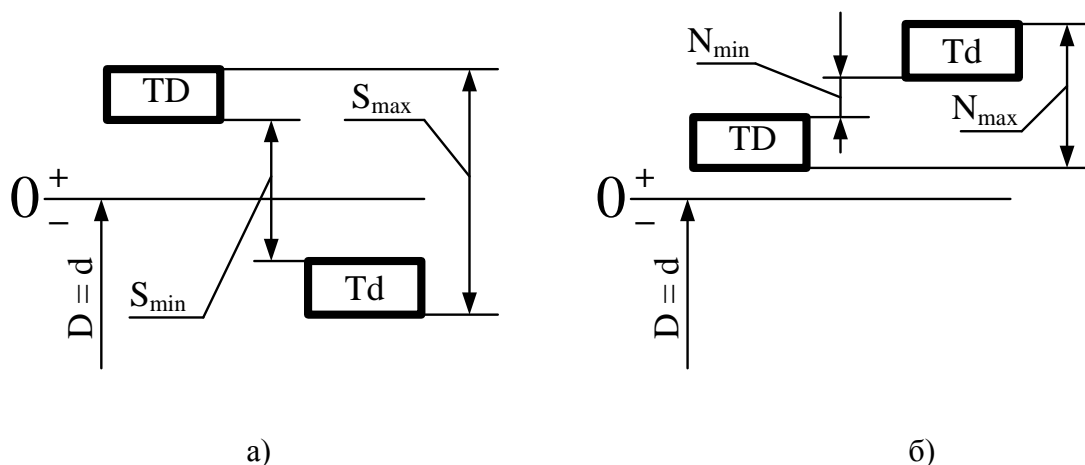 TD
S_max
0 + −
D = d
S_min
Td
а)
N_min
Td
TD
N_max
0 + −
D = d
б)